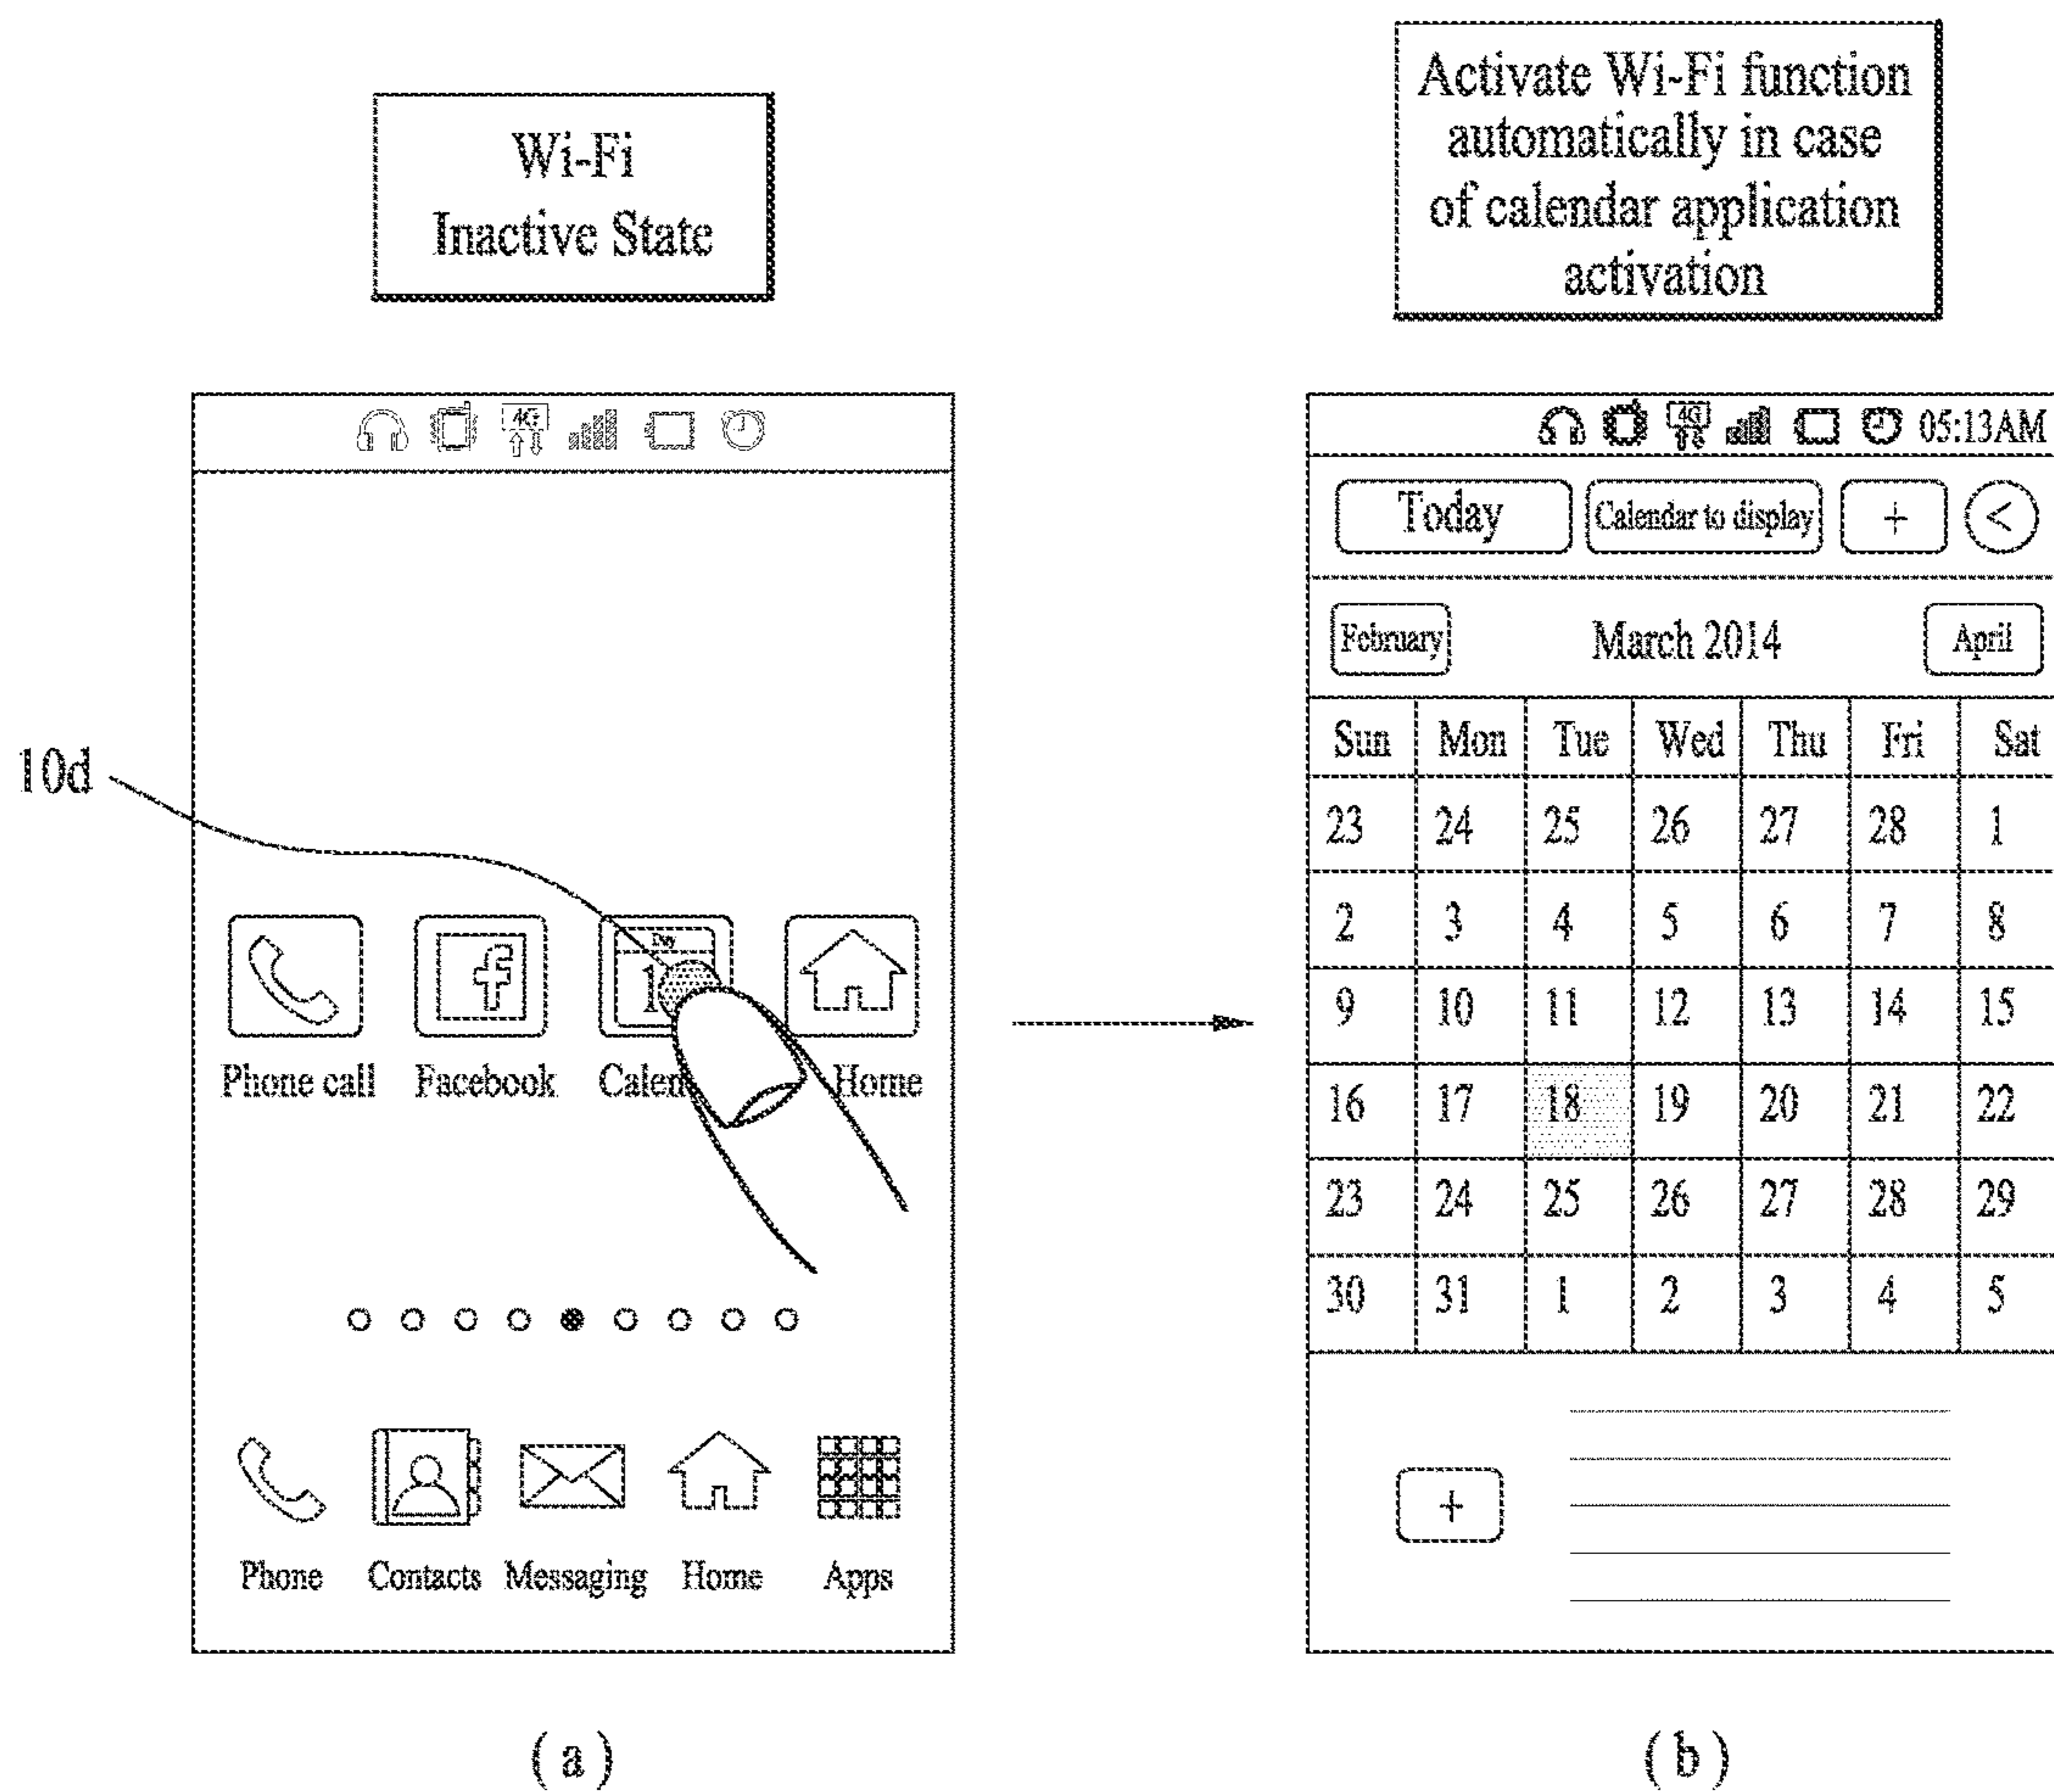 Wi-Fi
Inactive State
10d
4G
Day
Phone call
Facebook
Home
Phone
Contacts
Messaging
Home
Apps
(a)
Activate Wi-Fi function
automatically in case
of calendar application
activation
4G 05:13AM
Today Calendar to display + <
February March 2014 April
Sun Mon Tue Wed Thu Fri Sat
23 24 25 26 27 28 1
2 3 4 5 6 7 8
9 10 11 12 13 14 15
16 17 18 19 20 21 22
23 24 25 26 27 28 29
30 31 1 2 3 4 5
+
(b)